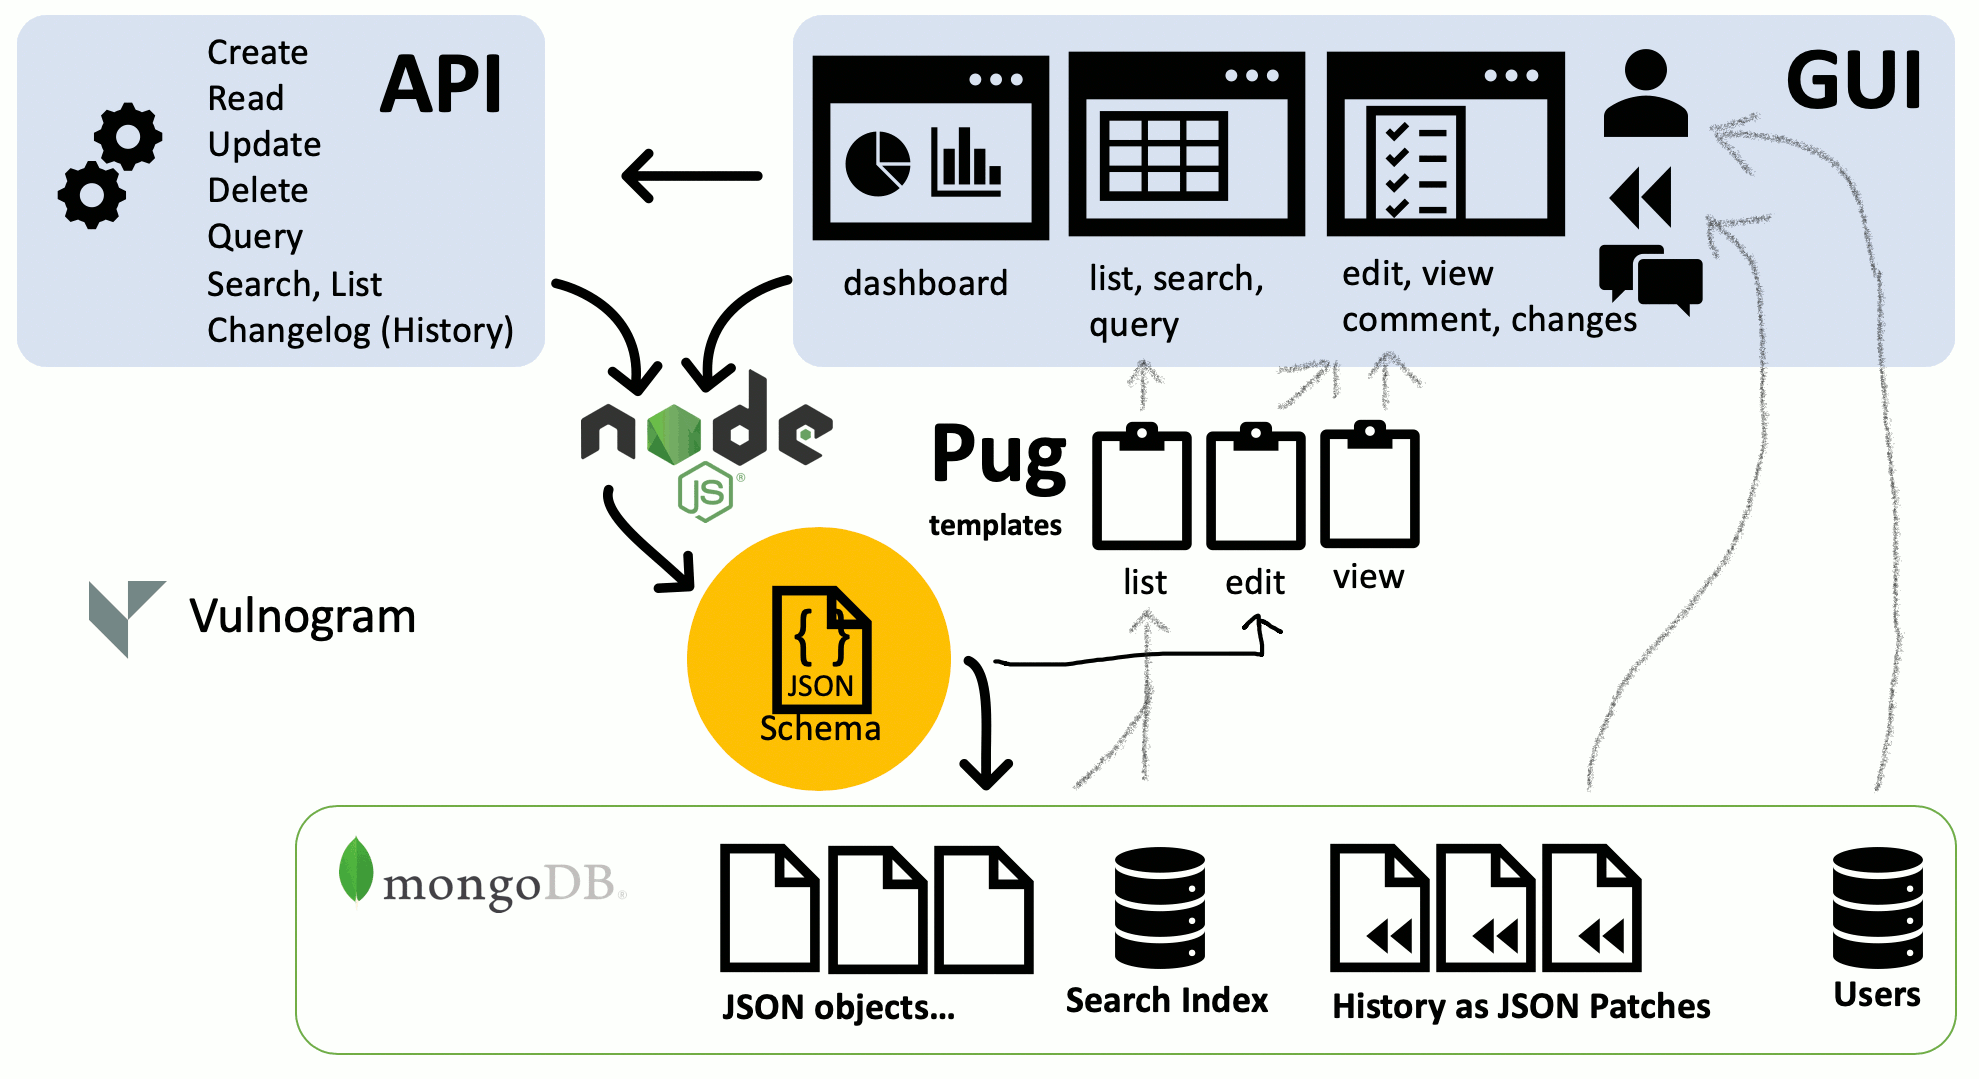 Create
Read
Update
Delete
Query
Search, List
Changelog (History)
API
GUI
dashboard
list, search,
query
edit, view
comment, changes
node
JS®
Pug
templates
list
edit
view
Vulnogram
{ }
JSON
Schema
mongoDB®
JSON objects...
Search Index
History as JSON Patches
Users